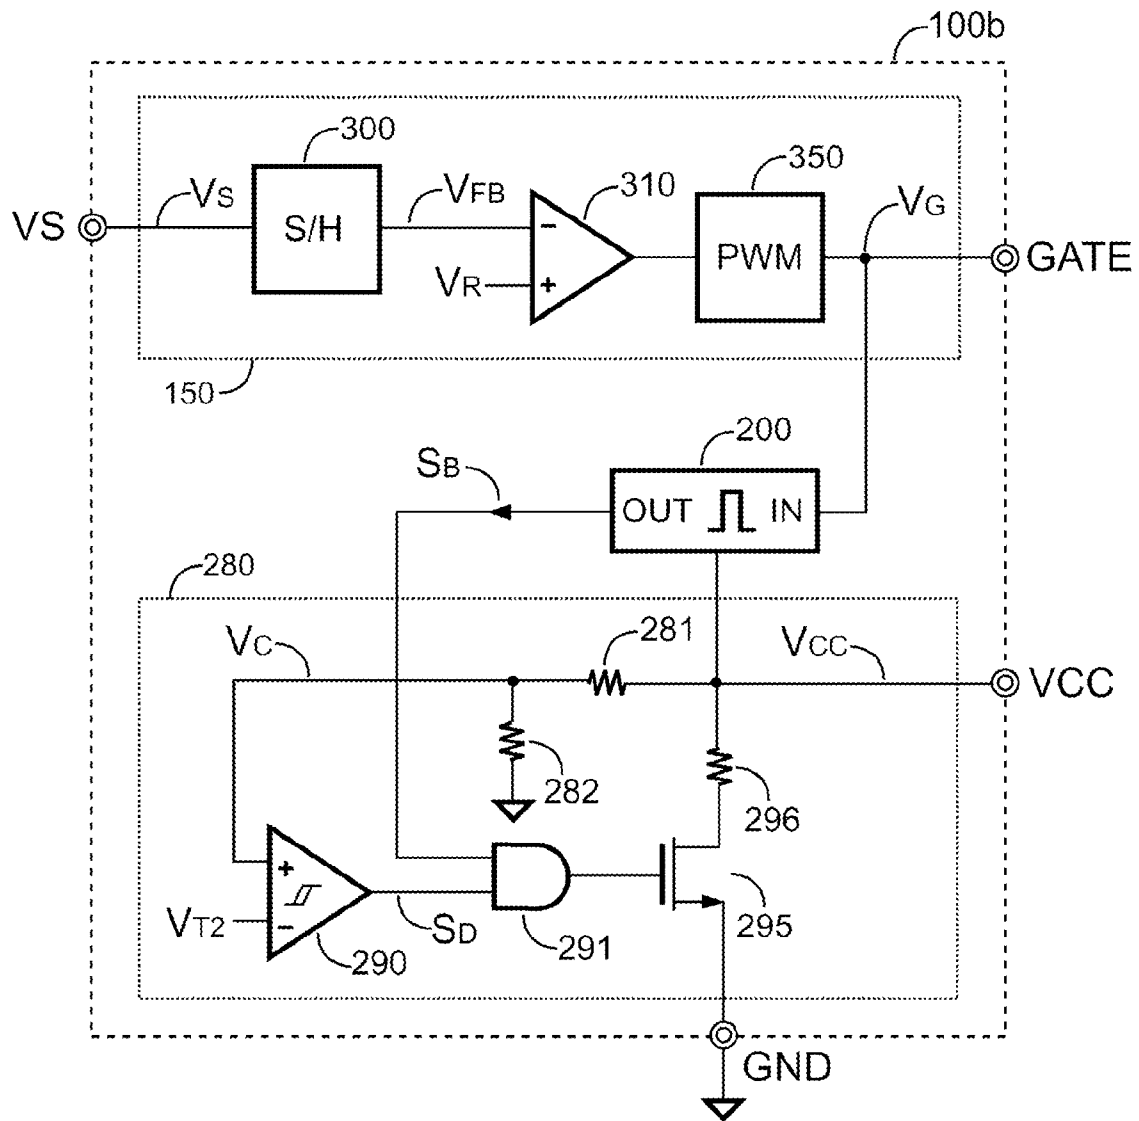 100b
300
350
VS
VS
S/H
VFB
310
VR
PWM
VG
GATE
−
+
150
200
SB
OUT
IN
280
VC
281
VCC
VCC
282
296
+
−
VT2
290
SD
291
295
GND